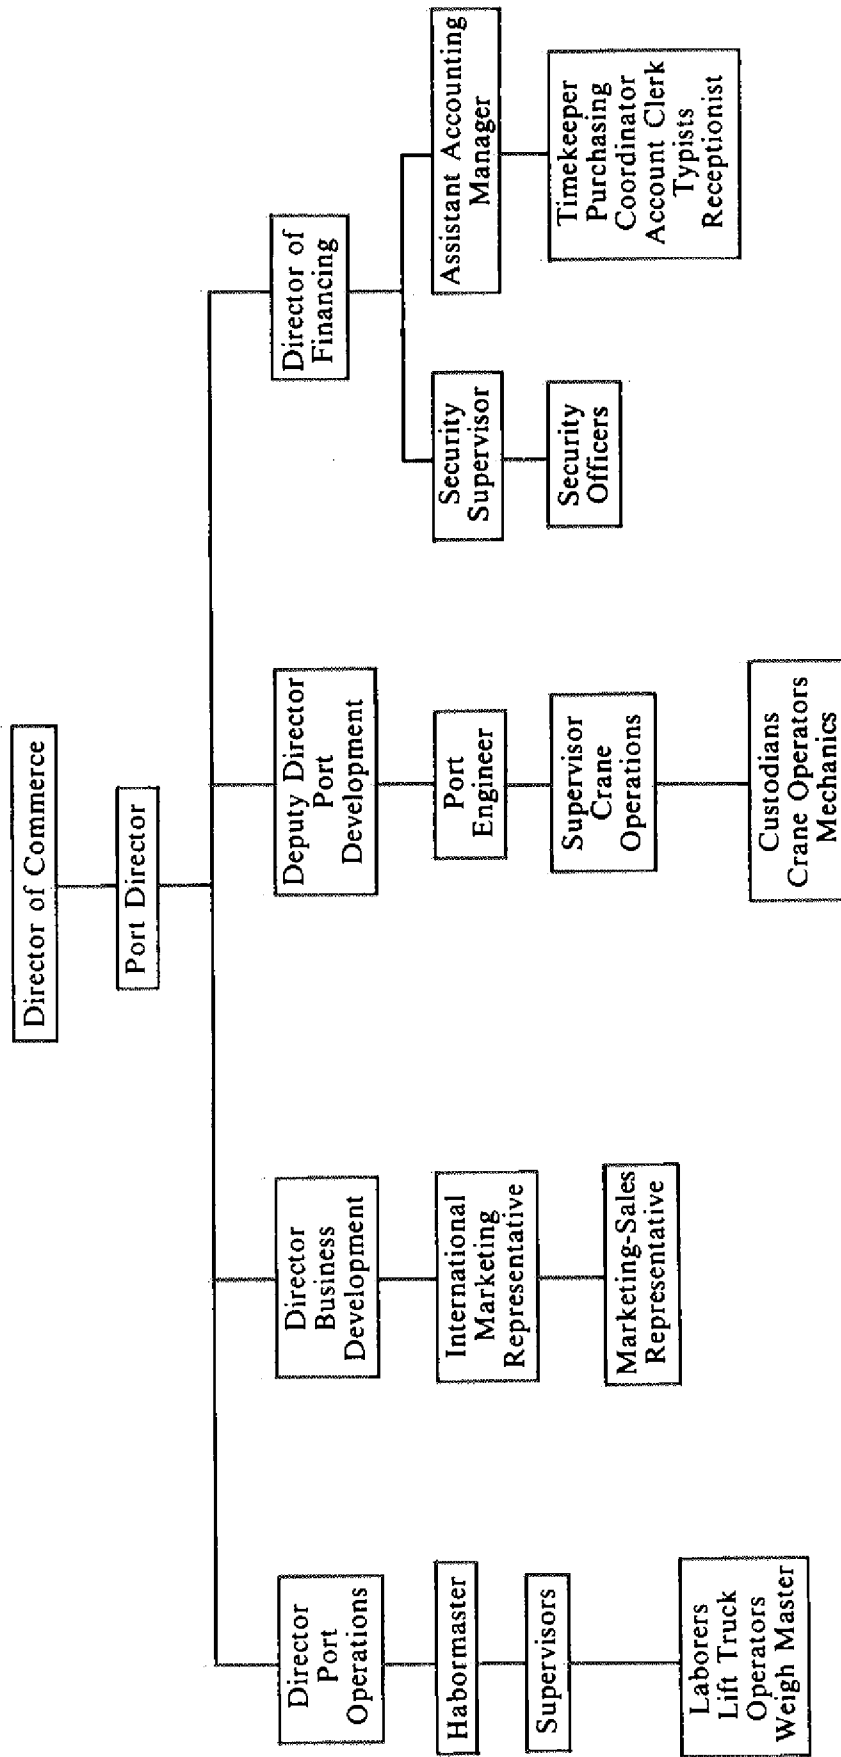 Director of Commerce
Port Director
Director
Port
Operations
Habormaster
Supervisors
Laborers
Lift Truck
Operators
Weigh Master
Director
Business
Development
International
Marketing
Representative
Marketing-Sales
Representative
Deputy Director
Port
Development
Port
Engineer
Supervisor
Crane
Operations
Custodians
Crane Operators
Mechanics
Director of
Financing
Security
Supervisor
Security
Officers
Assistant Accounting
Manager
Timekeeper
Purchasing
Coordinator
Account Clerk
Typists
Receptionist